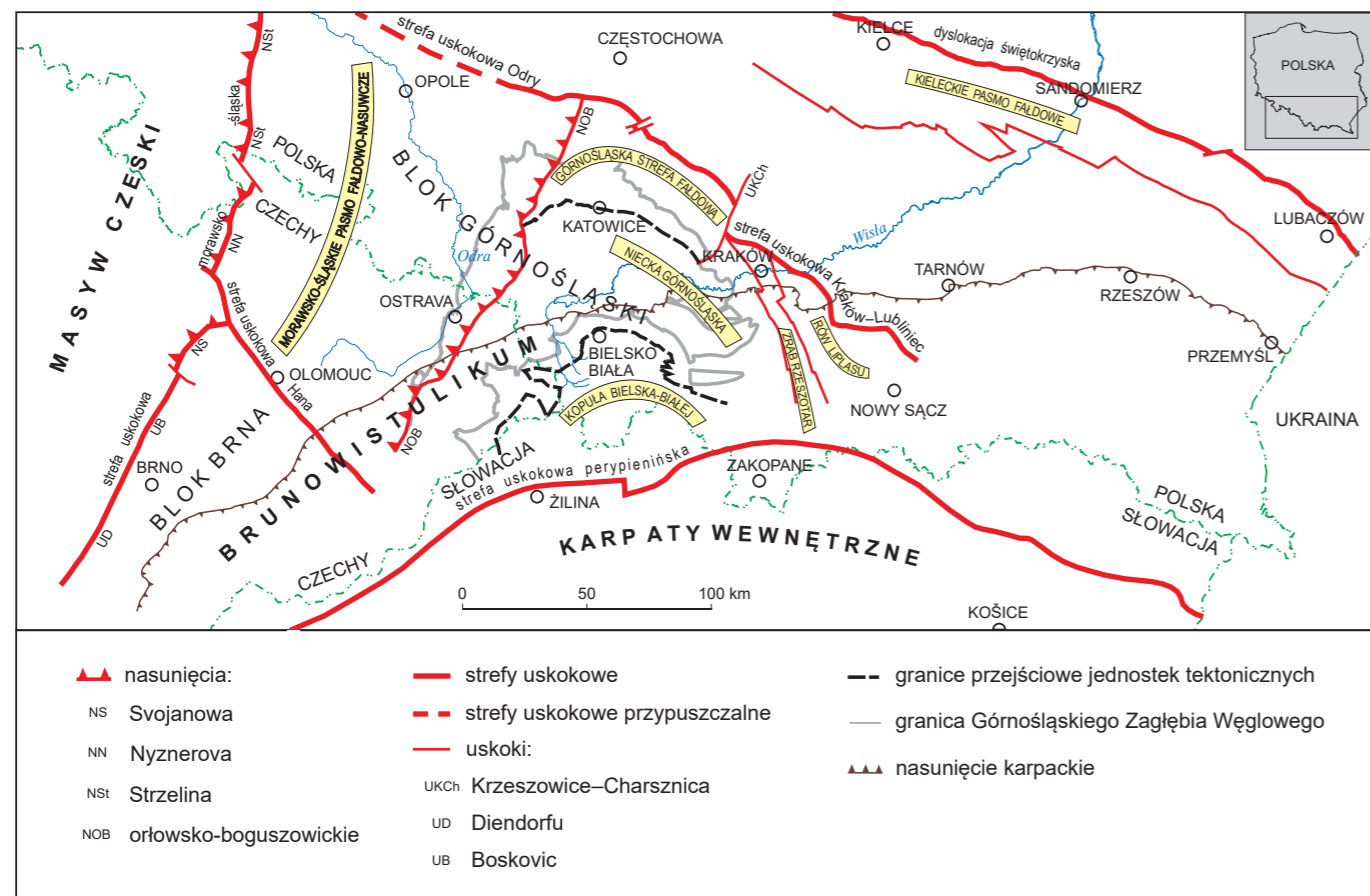 NSt
strefa uskokowa Odry
CZĘSTOCHOWA
KIELCE
dyslokacja świętokrzyska
POLSKA
OPOLE
KIELECKIE PASMO FAŁDOWE
SANDOMIERZ
-śląska
NSt
NOB
MASYW CZESKI
MORAWSKO-ŚLĄSKIE PASMO FAŁDOWO-NASUWCZE
POLSKA
CZECHY
BLOK GÓRNOŚLĄSKI
GÓRNOŚLĄSKA STREFA FAŁDOWA
UKCh
KATOWICE
LUBACZÓW
morawsko
NN
Odra
NIECKA GÓRNOŚLĄSKA
KRAKÓW
strefa uskokowa Kraków–Lubliniec
Wisła
TARNÓW
RZESZÓW
OSTRAVA
strefa uskokowa Hana
NS
BIELSKO
BIAŁA
ZRĄB RZESZOTAR
RÓW LIPLASU
PRZEMYŚL
OLOMOUC
KOPUŁA BIELSKA-BIAŁEJ
NOWY SĄCZ
UKRAINA
strefa uskokowa
UB
NOB
BRNO
BLOK BRNA
BRUNOWISTULIKUM
SŁOWACJA
strefa uskokowa perypienińska
ZAKOPANE
ŽILINA
POLSKA
SŁOWACJA
UD
KARPATY WEWNĘTRZNE
CZECHY
0 50 100 km
KOŠICE
nasunięcia:
NS Svojanowa
NN Nyznerova
NSt Strzelina
NOB orłowsko-boguszowickie
strefy uskokowe
strefy uskokowe przypuszczalne
uskoki:
UKCh Krzeszowice–Charsznica
UD Diendorfu
UB Boskovic
granice przejściowe jednostek tektonicznych
granica Górnośląskiego Zagłębia Węglowego
nasunięcie karpackie